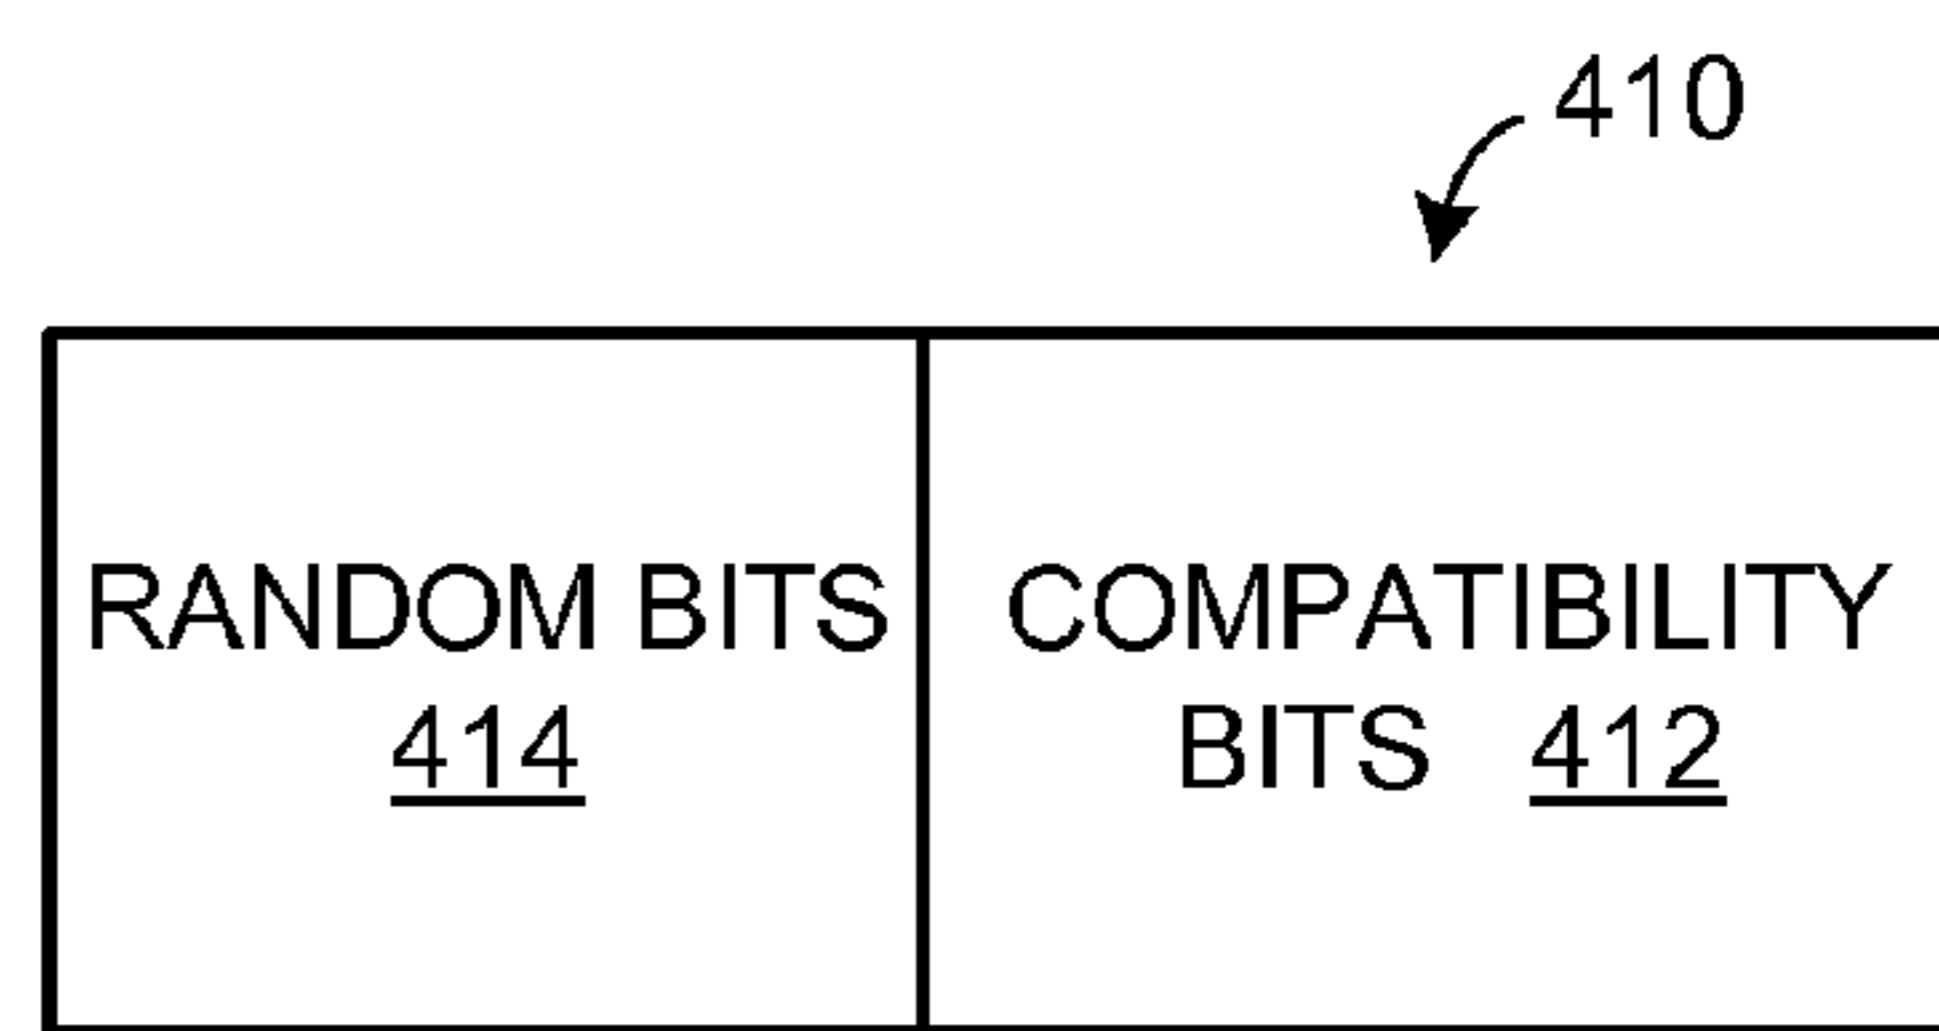 410
RANDOM BITS
414
COMPATIBILITY
BITS 412